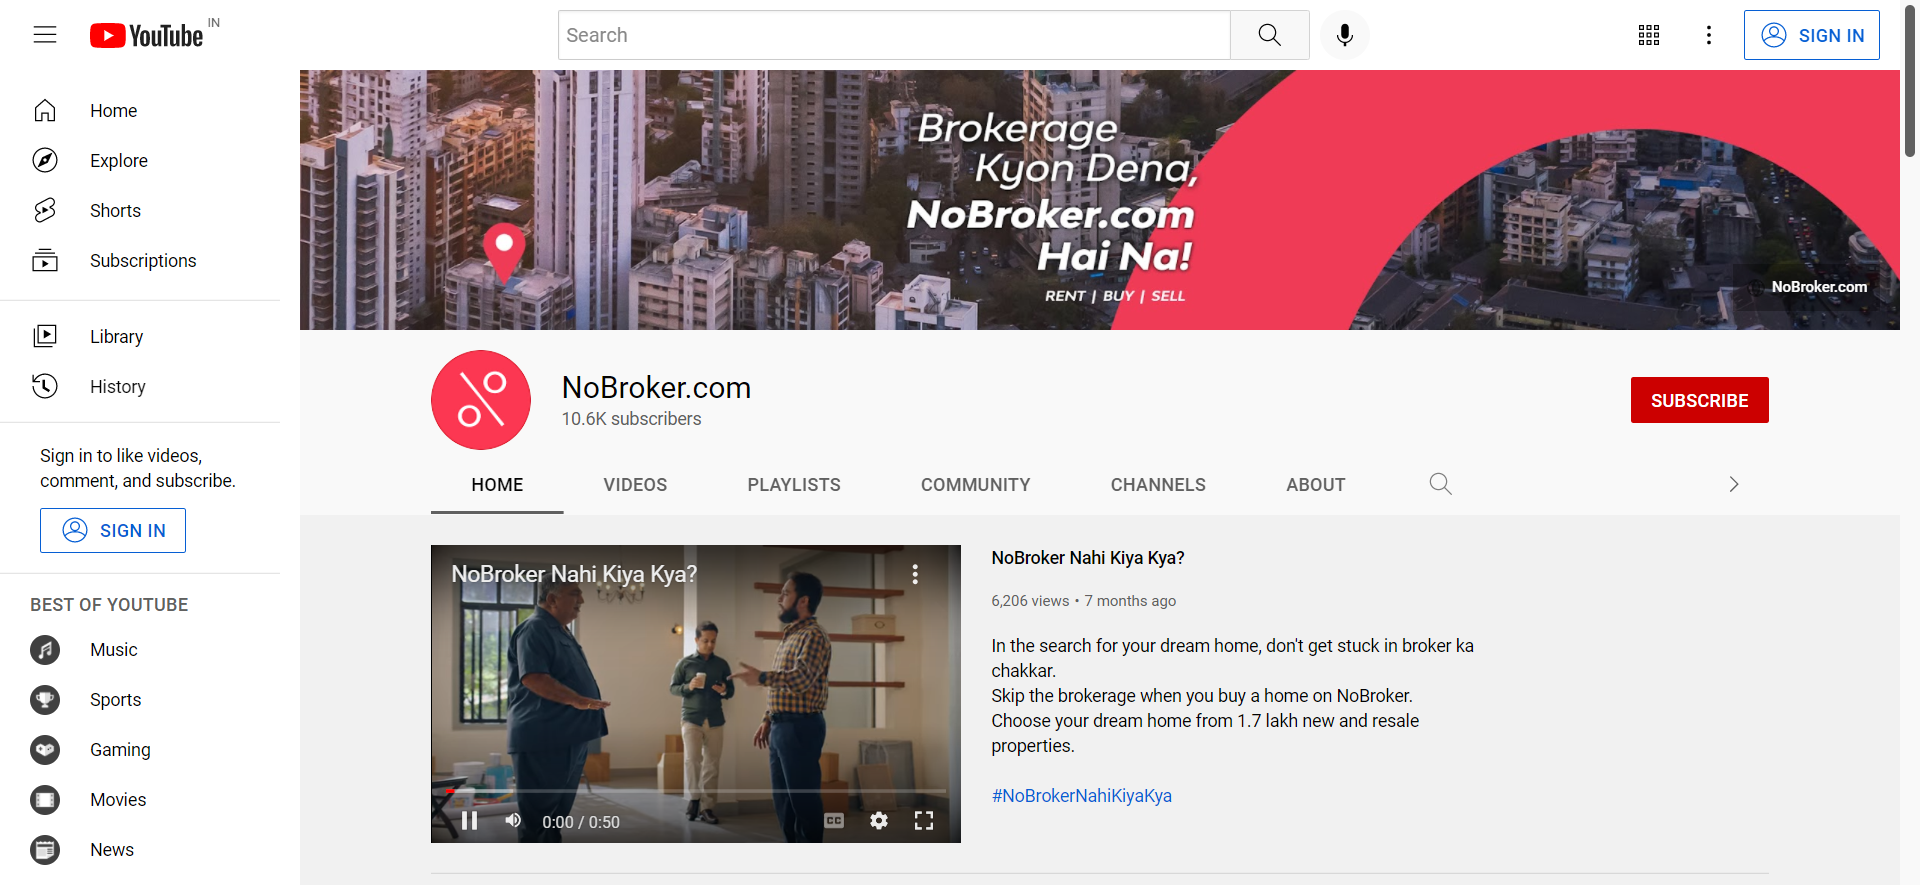 YouTube IN
Search
SIGN IN
Home
Explore
Shorts
Subscriptions
Library
History
Sign in to like videos,
comment, and subscribe.
SIGN IN
BEST OF YOUTUBE
Music
Sports
Gaming
Movies
News
Brokerage
Kyon Dena,
NoBroker.com
Hai Na!
RENT | BUY | SELL
NoBroker.com
NoBroker.com
10.6K subscribers
SUBSCRIBE
HOME VIDEOS PLAYLISTS COMMUNITY CHANNELS ABOUT
NoBroker Nahi Kiya Kya?
0:00 / 0:50
CC
NoBroker Nahi Kiya Kya?
6,206 views • 7 months ago
In the search for your dream home, don't get stuck in broker ka
chakkar.
Skip the brokerage when you buy a home on NoBroker.
Choose your dream home from 1.7 lakh new and resale
properties.
#NoBrokerNahiKiyaKya